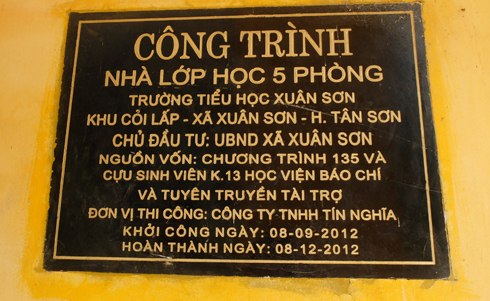 CÔNG TRÌNH
NHÀ LỚP HỌC 5 PHÒNG
TRƯỜNG TIỂU HỌC XUÂN SƠN
KHU CỎI LẤP - XÃ XUÂN SƠN - H. TÂN SƠN
CHỦ ĐẦU TƯ: UBND XÃ XUÂN SƠN
NGUỒN VỐN: CHƯƠNG TRÌNH 135 VÀ
CỰU SINH VIÊN K.13 HỌC VIỆN BÁO CHÍ
VÀ TUYÊN TRUYỀN TÀI TRỢ
ĐƠN VỊ THI CÔNG: CÔNG TY TNHH TÍN NGHĨA
KHỞI CÔNG NGÀY: 08-09-2012
HOÀN THÀNH NGÀY: 08-12-2012